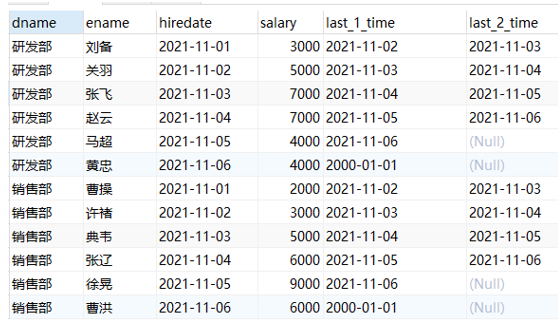 dname ename hiredate salary last_1_time last_2_time
研发部 刘备 2021-11-01 3000 2021-11-02 2021-11-03
研发部 关羽 2021-11-02 5000 2021-11-03 2021-11-04
研发部 张飞 2021-11-03 7000 2021-11-04 2021-11-05
研发部 赵云 2021-11-04 7000 2021-11-05 2021-11-06
研发部 马超 2021-11-05 4000 2021-11-06 (Null)
研发部 黄忠 2021-11-06 4000 2000-01-01 (Null)
销售部 曹操 2021-11-01 2000 2021-11-02 2021-11-03
销售部 许褚 2021-11-02 3000 2021-11-03 2021-11-04
销售部 典韦 2021-11-03 5000 2021-11-04 2021-11-05
销售部 张辽 2021-11-04 6000 2021-11-05 2021-11-06
销售部 徐晃 2021-11-05 9000 2021-11-06 (Null)
销售部 曹洪 2021-11-06 6000 2000-01-01 (Null)